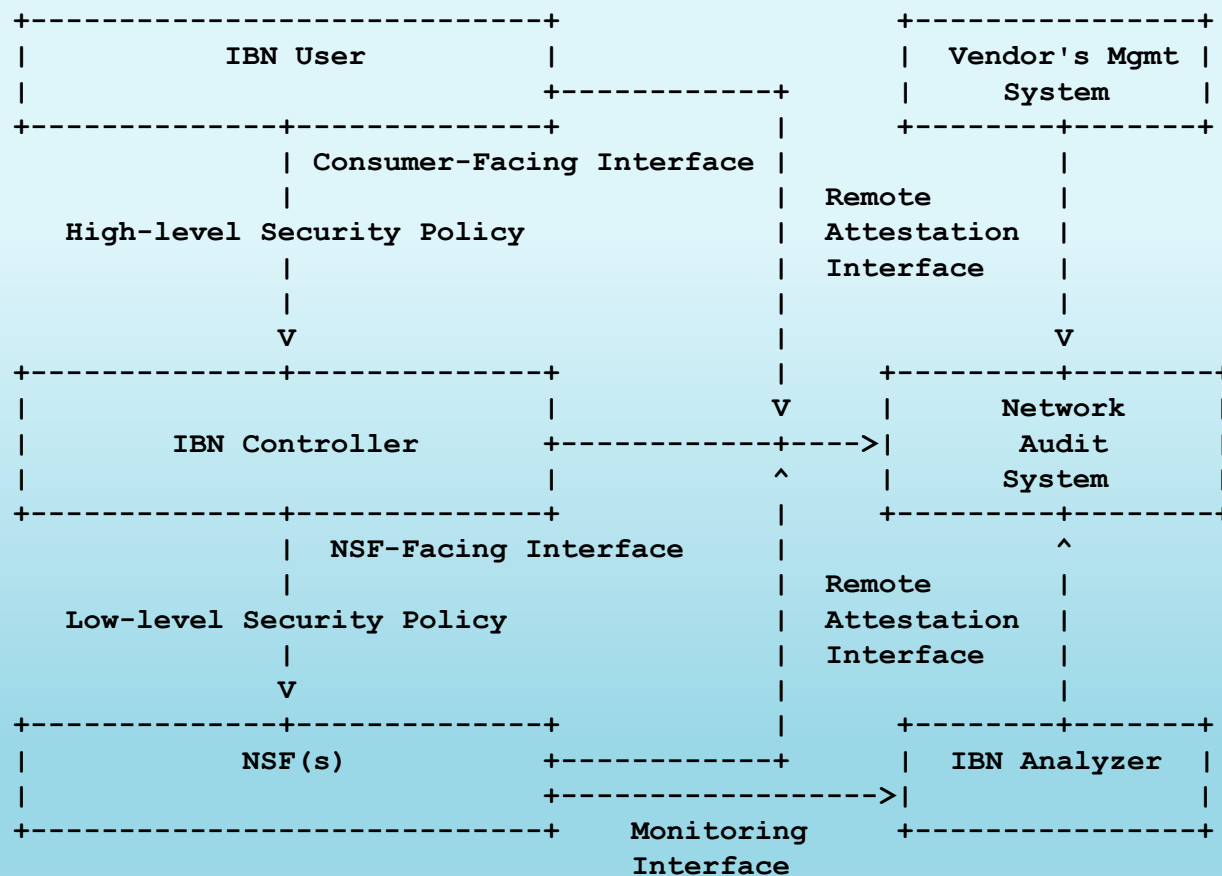 IBN User
Vendor's Mgmt
System
Consumer-Facing Interface
Remote
High-level Security Policy
Attestation
Interface
V
V
Network
V
IBN Controller
Audit
System
NSF-Facing Interface
Remote
Low-level Security Policy
Attestation
Interface
V
NSF(s)
IBN Analyzer
Monitoring
Interface